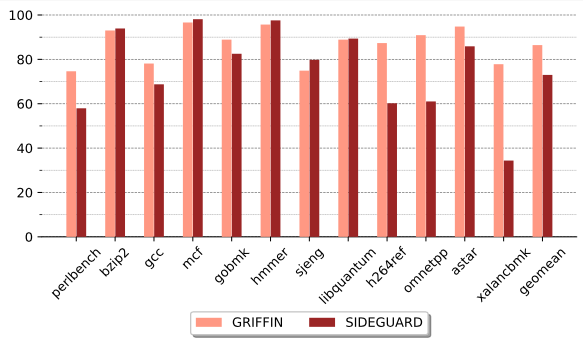 100
80
60
40
20
0
perlbench
bzip2
gcc
mcf
gobmk
hmmer
sjeng
libquantum
h264ref
omnetpp
astar
xalancbmk
geomean
GRIFFIN SIDEGUARD